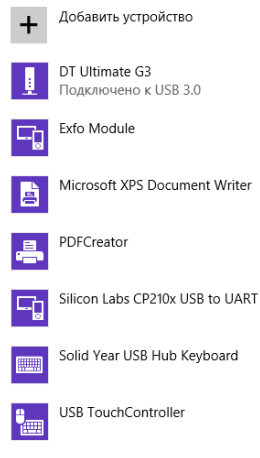 Добавить устройство
DT Ultimate G3
Подключено к USB 3.0
Exfo Module
Microsoft XPS Document Writer
PDFCreator
Silicon Labs CP210x USB to UART
Solid Year USB Hub Keyboard
USB TouchController